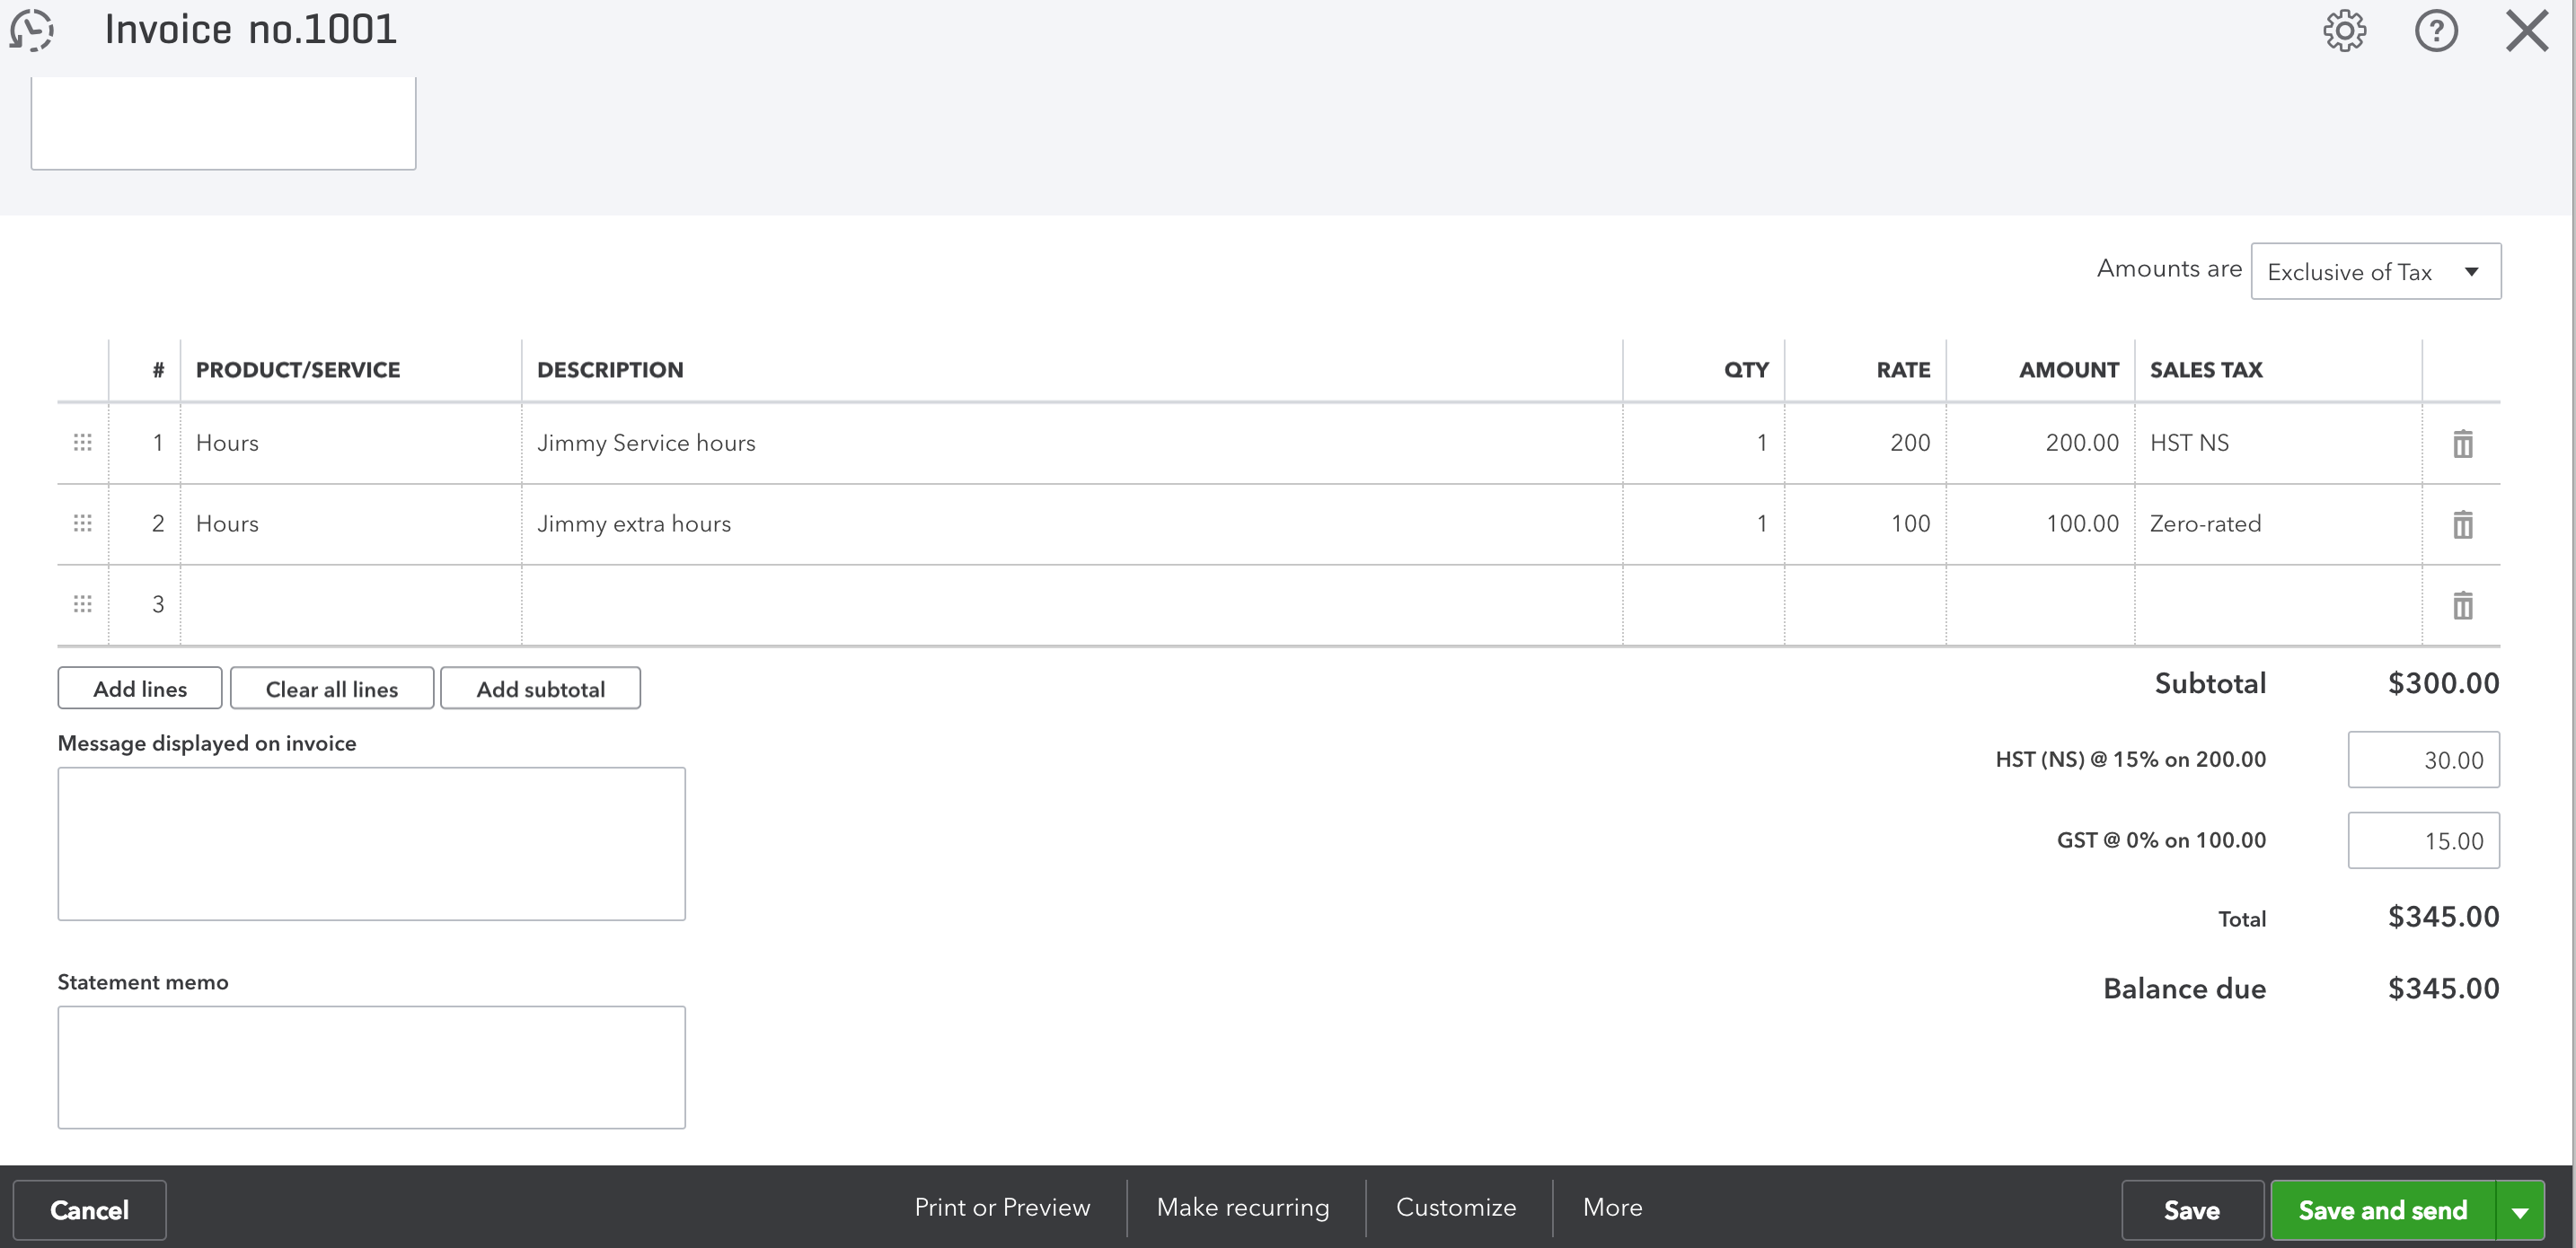 Invoice no.1001
Amounts are Exclusive of Tax
# PRODUCT/SERVICE DESCRIPTION QTY RATE AMOUNT SALES TAX
1 Hours Jimmy Service hours 1 200 200.00 HST NS
2 Hours Jimmy extra hours 1 100 100.00 Zero-rated
3
Add lines Clear all lines Add subtotal Subtotal $300.00
Message displayed on invoice
HST (NS) @ 15% on 200.00 30.00
GST @ 0% on 100.00 15.00
Total $345.00
Statement memo
Balance due $345.00
Cancel Print or Preview Make recurring Customize More Save Save and send